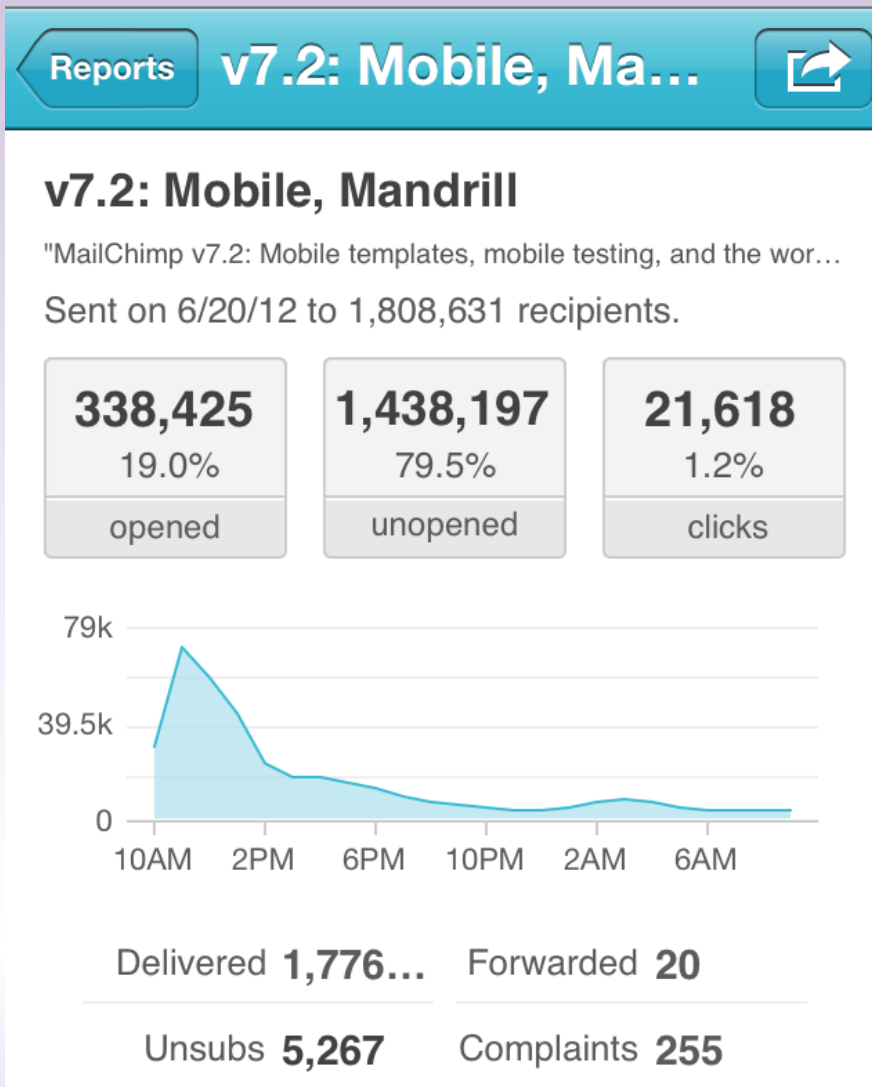 Reports v7.2: Mobile, Ma...
v7.2: Mobile, Mandrill
"MailChimp v7.2: Mobile templates, mobile testing, and the wor...
Sent on 6/20/12 to 1,808,631 recipients.
338,425 1,438,197 21,618
19.0% 79.5% 1.2%
opened unopened clicks
79k
39.5k
0
10AM 2PM 6PM 10PM 2AM 6AM
Delivered 1,776... Forwarded 20
Unsubs 5,267 Complaints 255